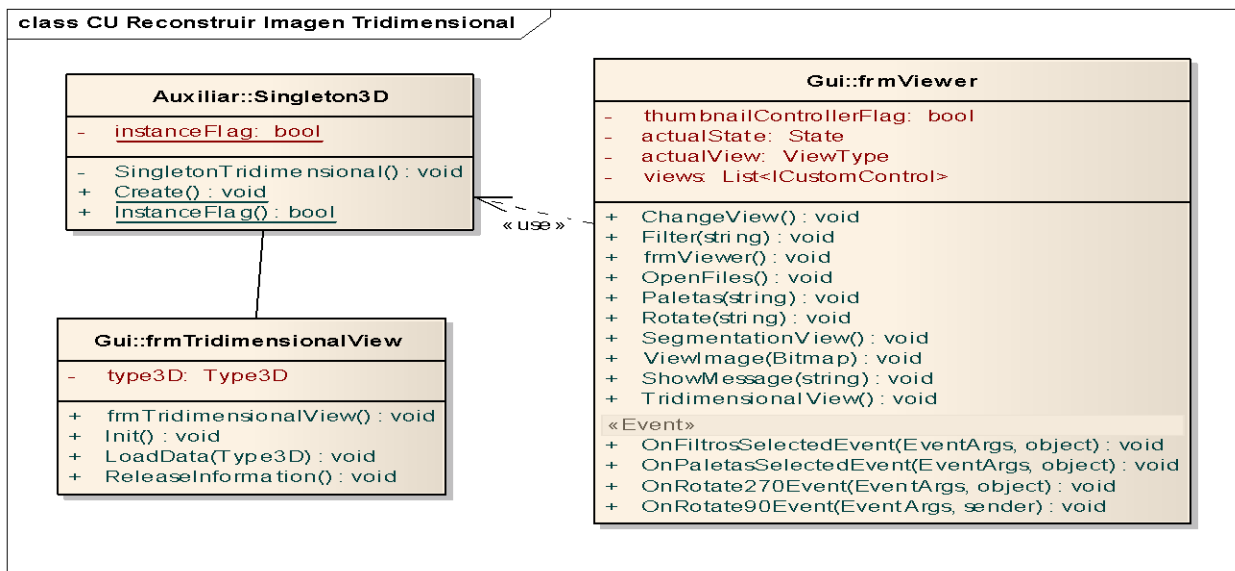 class CU Reconstruir Imagen Tridimensional
Auxiliar::Singleton3D
- instanceFlag: bool
- SingletonTridimensional() : void
+ Create() : void
+ InstanceFlag() : bool
«use»
Gui::frmTridimensionalView
- type3D: Type3D
+ frmTridimensionalView() : void
+ Init() : void
+ LoadData(Type3D) : void
+ ReleaseInformation() : void
Gui::frmViewer
- thumbnailControllerFlag: bool
- actualState: State
- actualView: ViewType
- views: List<ICustomControl>
+ ChangeView() : void
+ Filter(string) : void
+ frmViewer() : void
+ OpenFiles() : void
+ Paletas(string) : void
+ Rotate(string) : void
+ SegmentationView() : void
+ ViewImage(Bitmap) : void
+ ShowMessage(string) : void
+ TridimensionalView() : void
«Event»
+ OnFiltrosSelectedEvent(EventArgs, object) : void
+ OnPaletasSelectedEvent(EventArgs, object) : void
+ OnRotate270Event(EventArgs, object) : void
+ OnRotate90Event(EventArgs, sender) : void